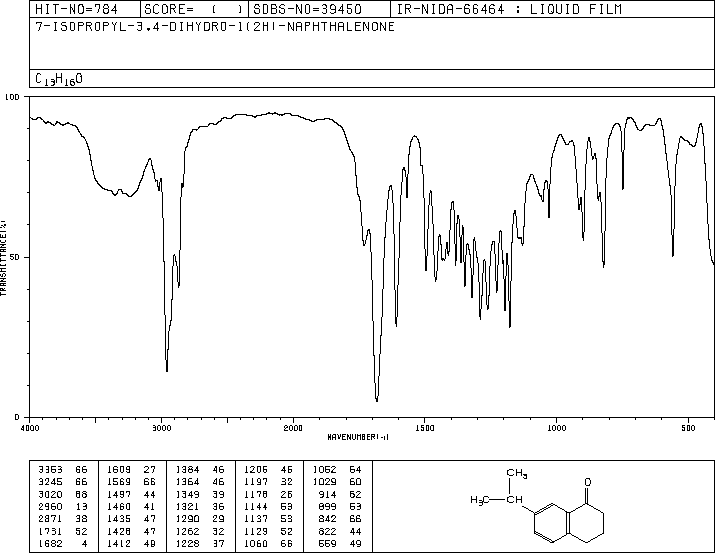 HIT-NO=784 SCORE= ( ) SDBS-NO=39450 IR-NIDA-66464 : LIQUID FILM
7-ISOPROPYL-3,4-DIHYDRO-1(2H)-NAPHTHALENONE
C13H16O
100
50
0
TRANSMITTANCE(%)
4000 3000 2000 1500 1000 500
WAVENUMBER(-1)
3353 66 1609 27 1384 46 1206 46 1052 64
3245 66 1569 66 1364 46 1197 32 1029 60
3020 68 1497 44 1349 39 1178 26 914 62
2960 13 1460 41 1321 36 1144 53 899 53
2871 38 1435 47 1290 29 1137 53 842 66
1731 52 1428 47 1262 32 1129 52 822 44
1682 4 1412 49 1228 37 1060 66 559 49
CH3
O
H3C
CH